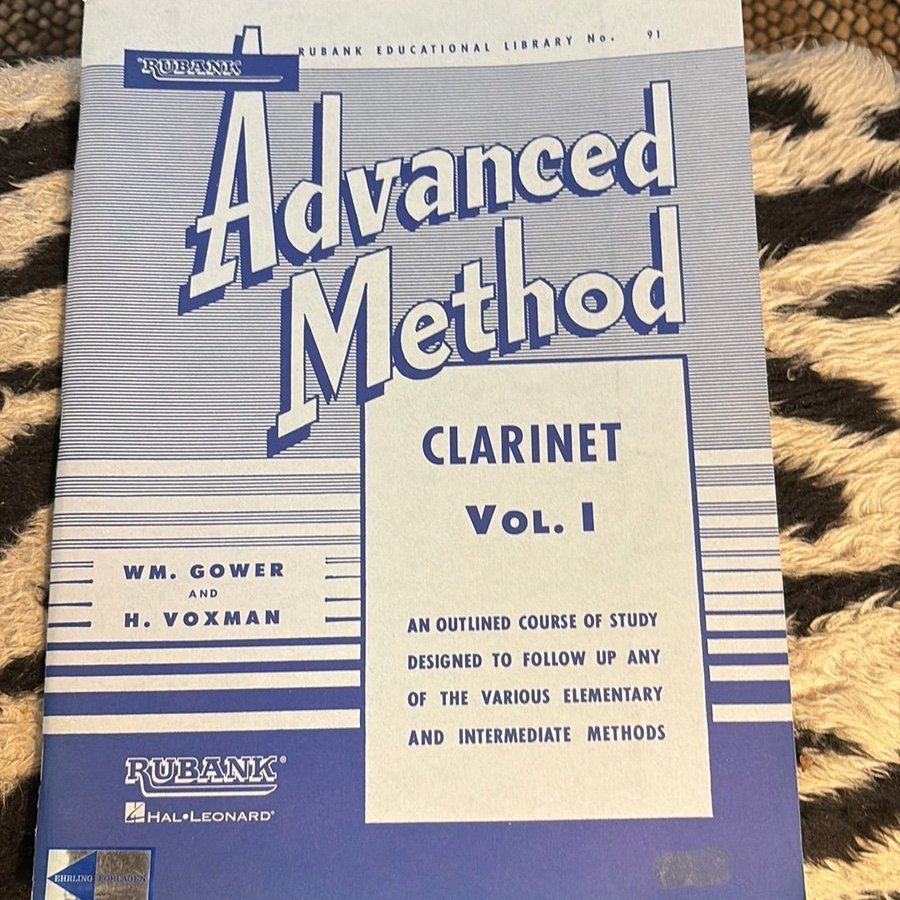 RUBANK EDUCATIONAL LIBRARY No. 91
RUBANK
Advanced
Method
CLARINET
VOL. I
WM. GOWER
AND
H. VOXMAN
AN OUTLINED COURSE OF STUDY
DESIGNED TO FOLLOW UP ANY
OF THE VARIOUS ELEMENTARY
AND INTERMEDIATE METHODS
RUBANK®
HAL•LEONARD®
EHRLING FÖRLAGEN